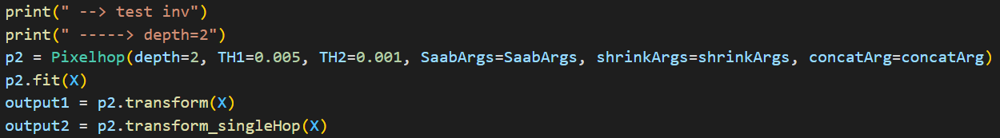 print(" --> test inv")
print(" -----> depth=2")
p2 = Pixelhop(depth=2, TH1=0.005, TH2=0.001, SaabArgs=SaabArgs, shrinkArgs=shrinkArgs, concatArg=concatArg)
p2.fit(X)
output1 = p2.transform(X)
output2 = p2.transform_singleHop(X)